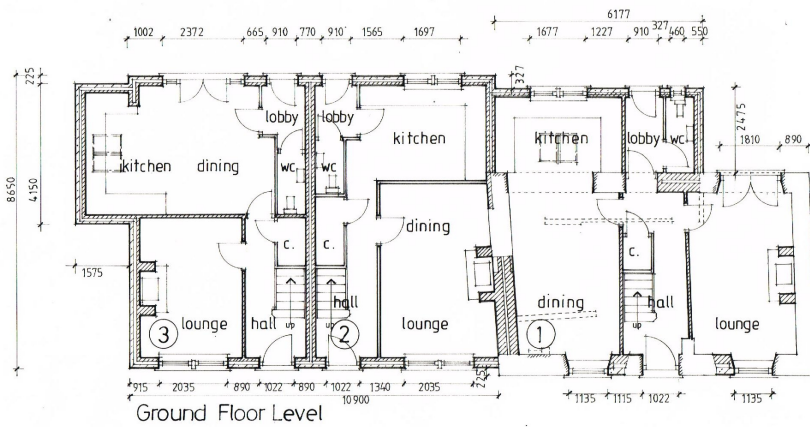 6177
1002 2372 665 910 770 910 1565 1697 1677 1227 910 327 460 550
225
327
lobby lobby
kitchen
kitchen lobby wc
2475
1810 890
kitchen dining
wc wc
8650
4150
dining
c. c. c.
1575
hall
dining hall
lounge hall lounge lounge
up up up
3 2 1
915 2035 890 1022 890 1022 1340 2035 225
10900
1135 1115 1022 1135
Ground Floor Level